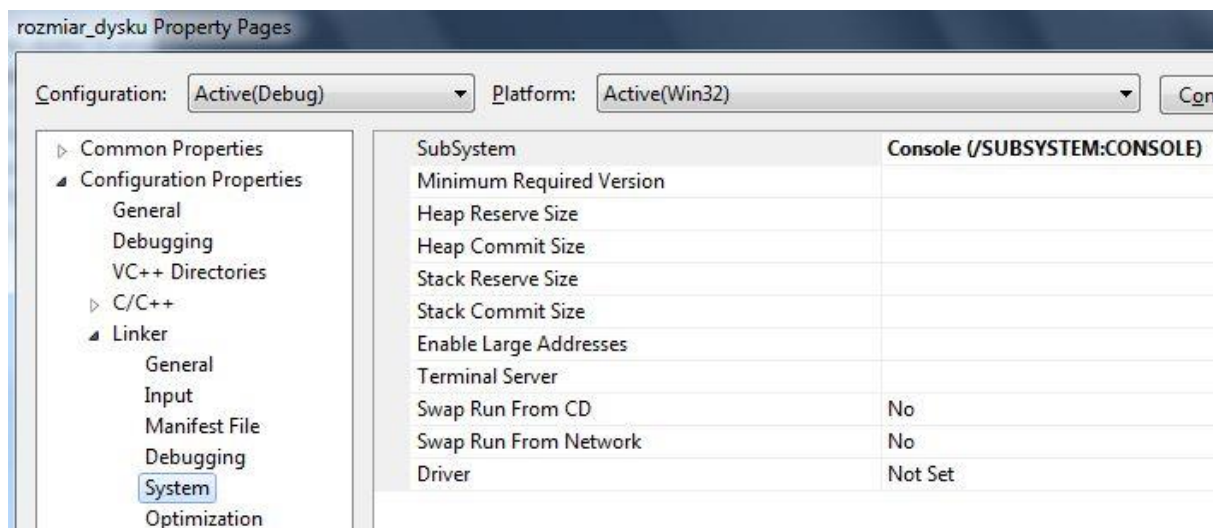 rozmiar_dysku Property Pages
Configuration: Active(Debug) Platform: Active(Win32)
Common Properties
Configuration Properties
General
Debugging
VC++ Directories
C/C++
Linker
General
Input
Manifest File
Debugging
System
Optimization
SubSystem Console (/SUBSYSTEM:CONSOLE)
Minimum Required Version
Heap Reserve Size
Heap Commit Size
Stack Reserve Size
Stack Commit Size
Enable Large Addresses
Terminal Server
Swap Run From CD No
Swap Run From Network No
Driver Not Set